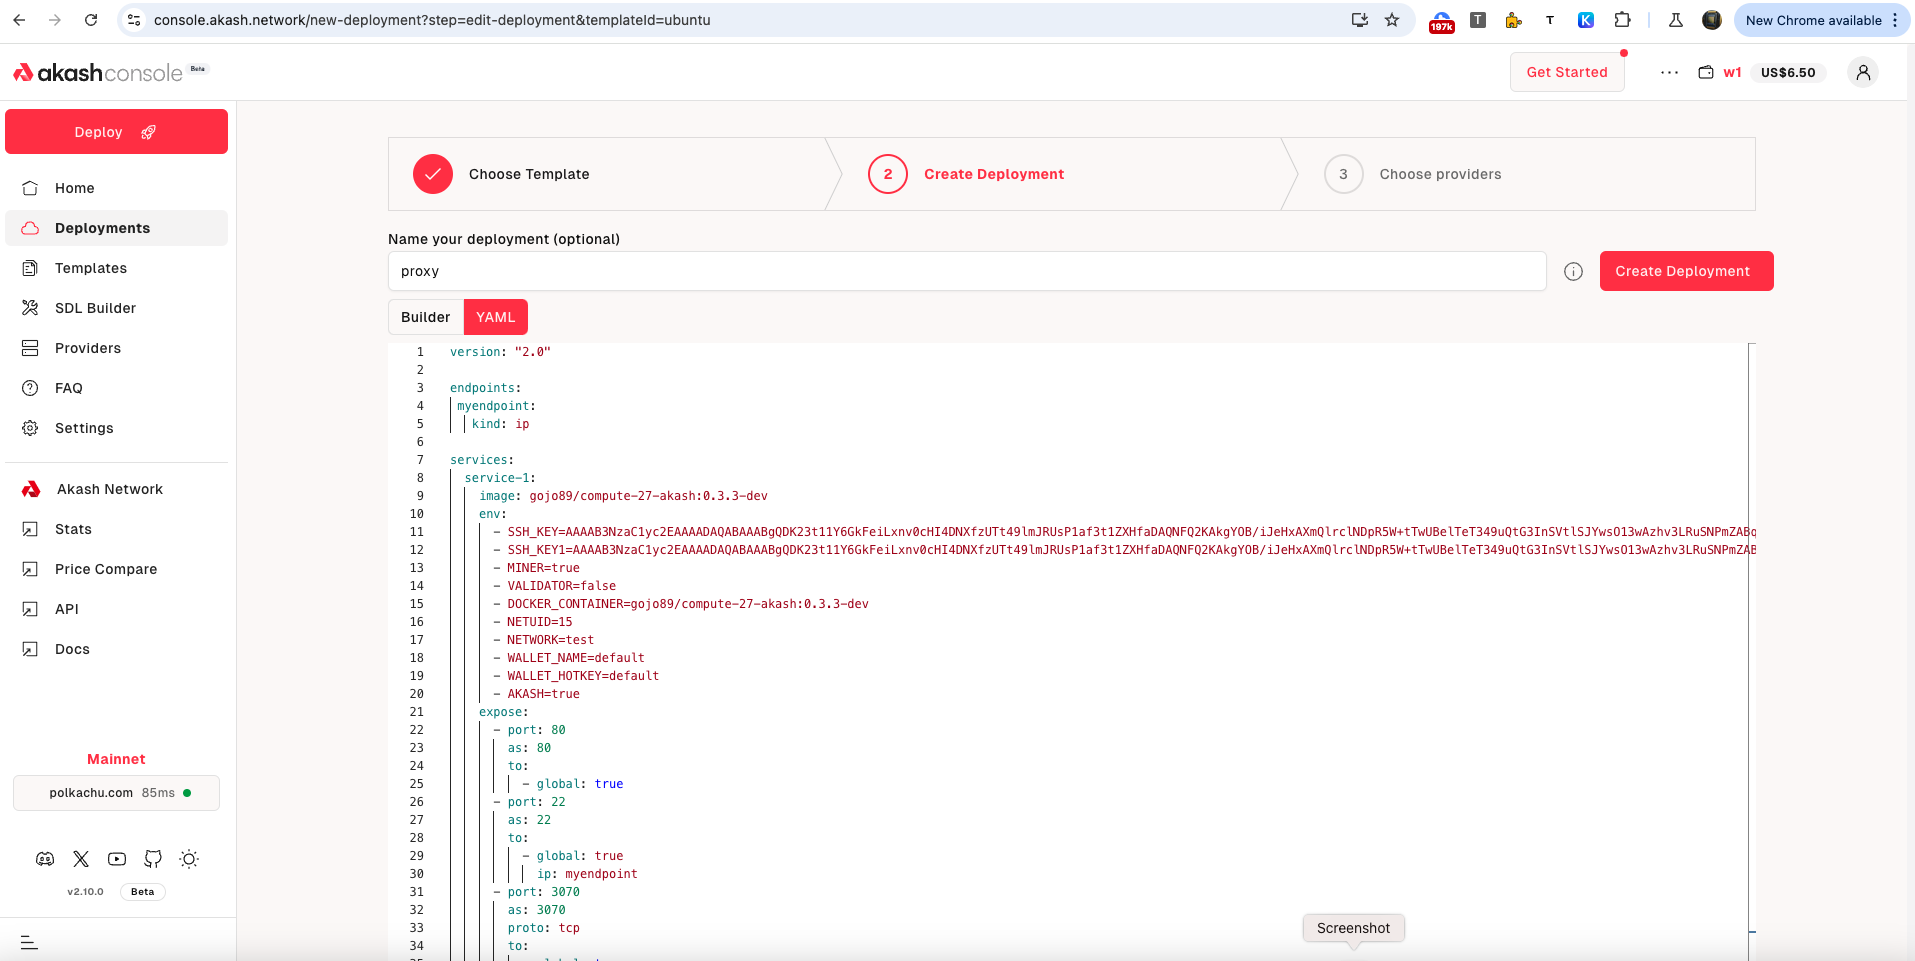 console.akash.network/new-deployment?step=edit-deployment&templateId=ubuntu
197k
T
T
K
New Chrome available
akashconsole Beta
Get Started
w1
US$6.50
Deploy
Home
Deployments
Templates
SDL Builder
Providers
FAQ
Settings
Akash Network
Stats
Price Compare
API
Docs
Mainnet
polkachu.com 85ms
v2.10.0 Beta
Choose Template
2 Create Deployment
3 Choose providers
Name your deployment (optional)
proxy
Create Deployment
Builder YAML
1 version: "2.0"
2
3 endpoints:
4 myendpoint:
5 kind: ip
6
7 services:
8 service-1:
9 image: gojo89/compute-27-akash:0.3.3-dev
10 env:
11 - SSH_KEY=AAAAB3NzaC1yc2EAAAADAQABAAABgQDK23t11Y6GkFeiLxnv0cHI4DNXfzUTt49lmJRUsP1af3t1ZXHfaDAQNFQ2KAkgYOB/iJeHxAXmQlrclNDpR5W+tTwUBelTeT349uQtG3InSVtlSJYwsO13wAzhv3LRuSNPmZABq
12 - SSH_KEY1=AAAAB3NzaC1yc2EAAAADAQABAAABgQDK23t11Y6GkFeiLxnv0cHI4DNXfzUTt49lmJRUsP1af3t1ZXHfaDAQNFQ2KAkgYOB/iJeHxAXmQlrclNDpR5W+tTwUBelTeT349uQtG3InSVtlSJYwsO13wAzhv3LRuSNPmZAB
13 - MINER=true
14 - VALIDATOR=false
15 - DOCKER_CONTAINER=gojo89/compute-27-akash:0.3.3-dev
16 - NETUID=15
17 - NETWORK=test
18 - WALLET_NAME=default
19 - WALLET_HOTKEY=default
20 - AKASH=true
21 expose:
22 - port: 80
23 as: 80
24 to:
25 - global: true
26 - port: 22
27 as: 22
28 to:
29 - global: true
30 ip: myendpoint
31 - port: 3070
32 as: 3070
33 proto: tcp
34 to:
Screenshot